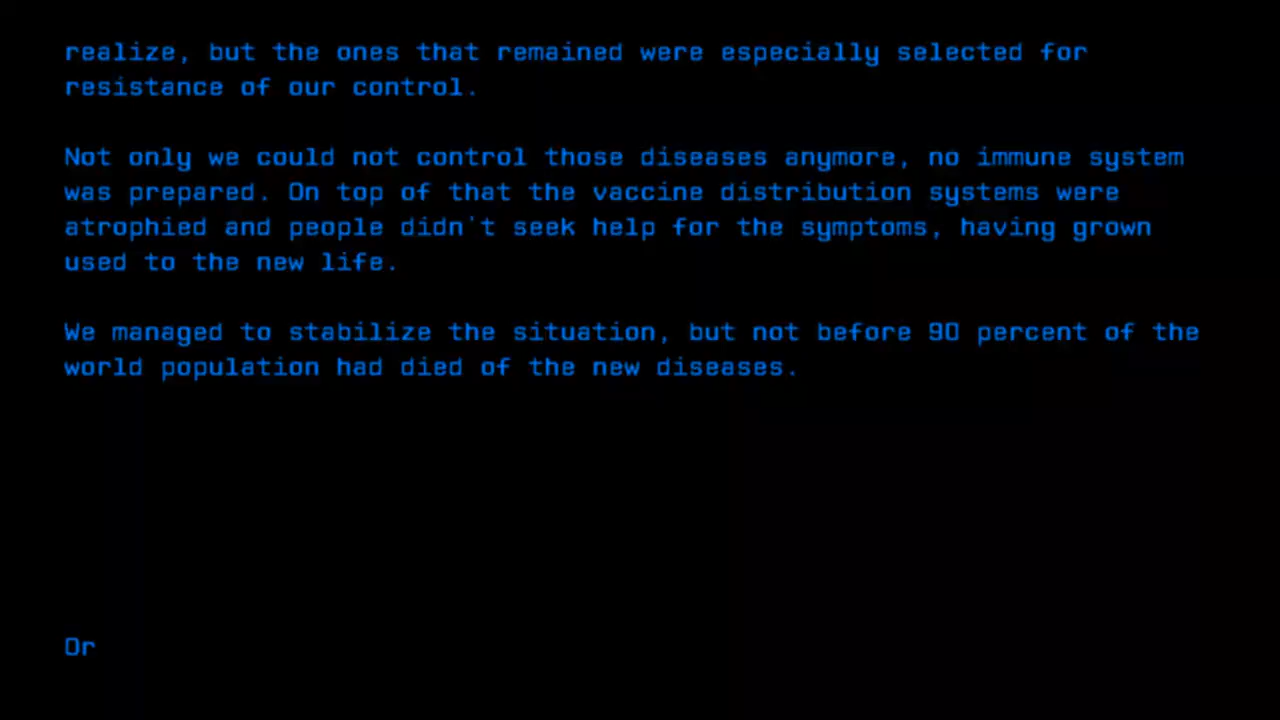 realize, but the ones that remained were especially selected for
resistance of our control.
Not only we could not control those diseases anymore, no immune system
was prepared. On top of that the vaccine distribution systems were
atrophied and people didn't seek help for the symptoms, having grown
used to the new life.
We managed to stabilize the situation, but not before 90 percent of the
world population had died of the new diseases.
Or